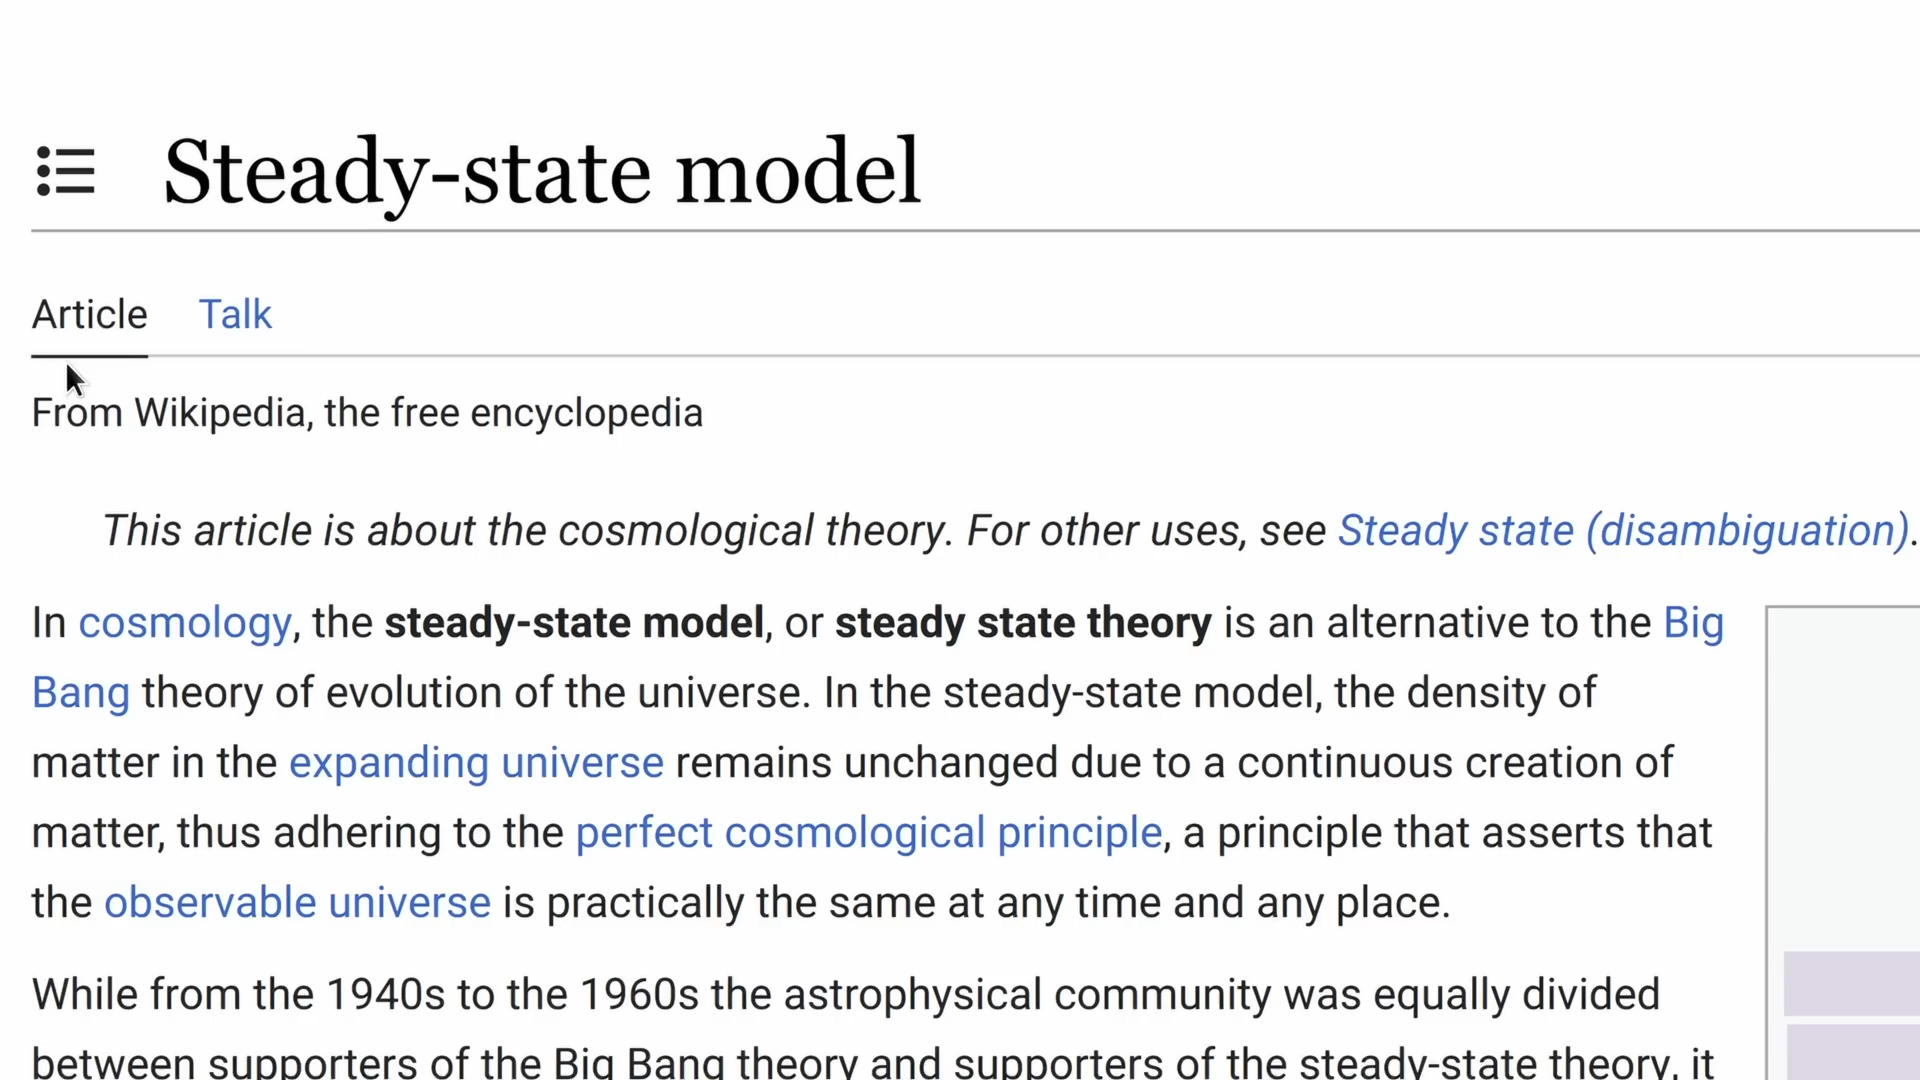 Steady-state model
Article Talk
From Wikipedia, the free encyclopedia
This article is about the cosmological theory. For other uses, see Steady state (disambiguation).
In cosmology, the steady-state model, or steady state theory is an alternative to the Big
Bang theory of evolution of the universe. In the steady-state model, the density of
matter in the expanding universe remains unchanged due to a continuous creation of
matter, thus adhering to the perfect cosmological principle, a principle that asserts that
the observable universe is practically the same at any time and any place.
While from the 1940s to the 1960s the astrophysical community was equally divided
between supporters of the Big Bang theory and supporters of the steady-state theory, it